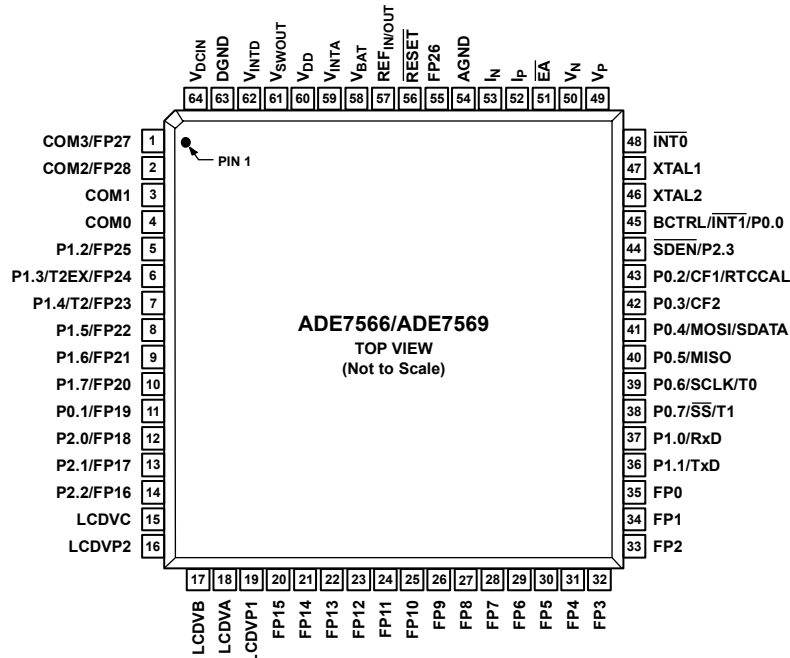 VDCIN
DGND
VINTD
VSWOUT
VDD
VINTA
VBAT
REFIN/OUT
RESET
FP26
AGND
IN
IP
EA
VN
VP
64 63 62 61 60 59 58 57 56 55 54 53 52 51 50 49
COM3/FP27 1
COM2/FP28 2
COM1 3
COM0 4
P1.2/FP25 5
P1.3/T2EX/FP24 6
P1.4/T2/FP23 7
P1.5/FP22 8
P1.6/FP21 9
P1.7/FP20 10
P0.1/FP19 11
P2.0/FP18 12
P2.1/FP17 13
P2.2/FP16 14
LCDVC 15
LCDVP2 16
PIN 1
ADE7566/ADE7569
TOP VIEW
(Not to Scale)
48 INT0
47 XTAL1
46 XTAL2
45 BCTRL/INT1/P0.0
44 SDEN/P2.3
43 P0.2/CF1/RTCCAL
42 P0.3/CF2
41 P0.4/MOSI/SDATA
40 P0.5/MISO
39 P0.6/SCLK/T0
38 P0.7/SS/T1
37 P1.0/RxD
36 P1.1/TxD
35 FP0
34 FP1
33 FP2
17 18 19 20 21 22 23 24 25 26 27 28 29 30 31 32
LCDVB
LCDVA
LCDVP1
FP15
FP14
FP13
FP12
FP11
FP10
FP9
FP8
FP7
FP6
FP5
FP4
FP3